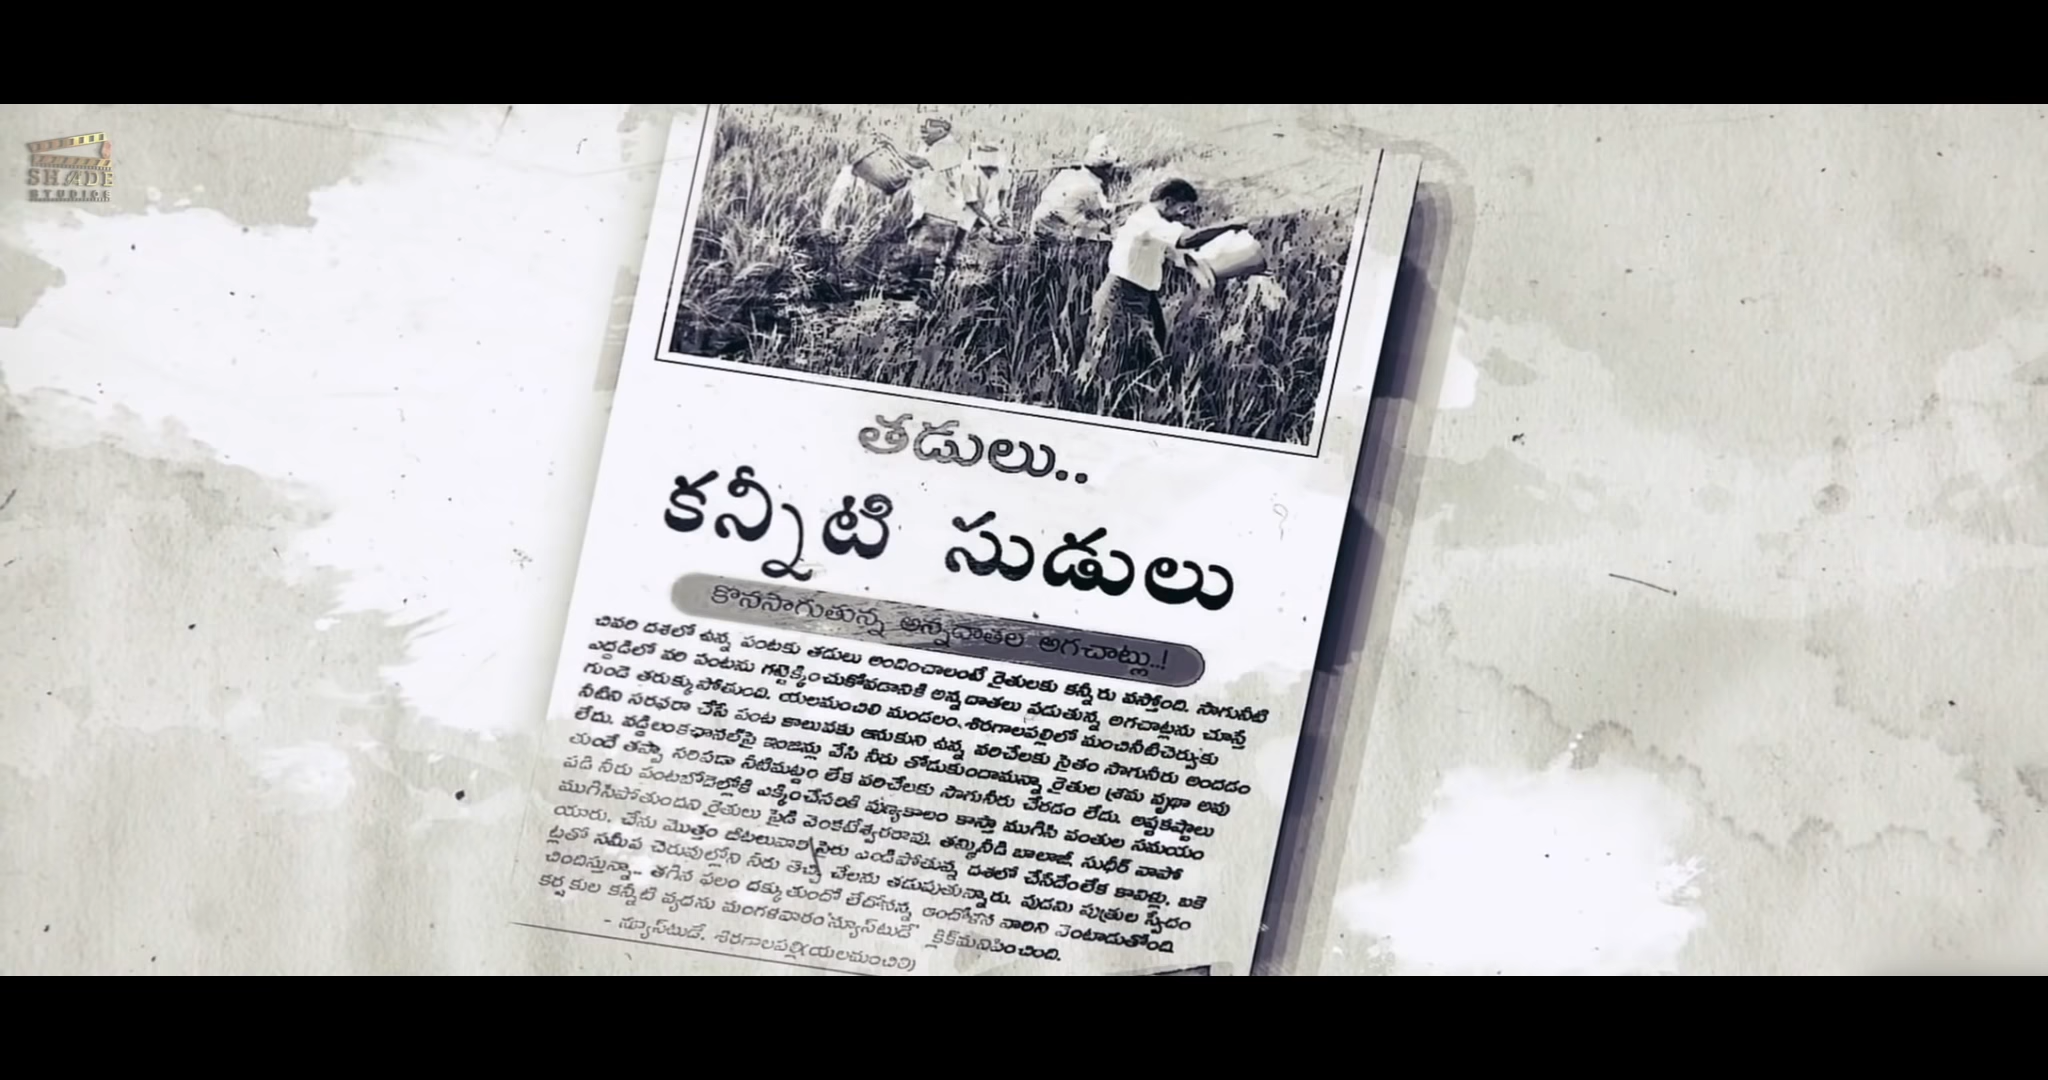 SHADE
STUDIOS
తడులు..
కన్నీటి సుడులు
కొనసాగుతున్న అన్నదాతల అగచాట్లు..!
చివరి దశలో ఉన్న పంటకు తడులు అందించాలంటే రైతులకు కన్నీరు వస్తోంది. సాగునీటి
ఎద్దడిలో వరి పంటను గట్టెక్కించుకోవడానికి అన్నదాతలు పడుతున్న అగచాట్లను చూస్తే
గుండె తరుక్కుపోతుంది. యలమంచిలి మండలం, శిరగాలపల్లిలో మంచినీటిచెర్వుకు
నీటిని సరఫరా చేసే పంట కాలువకు ఆనుకుని ఉన్న వరిచేలకు సైతం సాగునీరు అందడం
లేదు. వడ్డిలంకఛానల్‌పై ఇంజిన్లు వేసి నీరు తోడుకుందామన్నా రైతుల శ్రమ వృథా అవు
తుందే తప్పా సరిపడా నీటిమట్టం లేక వరిచేలకు సాగునీరు చేరడం లేదు. అష్టకష్టాలు
పడి నీరు పంటబోదెల్లోకి ఎక్కించేసరికి పుణ్యకాలం కాస్తా ముగిసి వంతుల సమయం
ముగిసిపోతుందని రైతులు పైడి వెంకటేశ్వరరావు, తమ్మినీడి బాలాజీ, సుధీర్ వాపో
యారు. చేను మొత్తం బీటలువారి పైరు ఎండిపోతున్న దశలో చేసేదేంలేక కావిళ్లు, బకె
ట్లతో సమీప చెరువుల్లోని నీరు తెచ్చి చేలను తడుపుతున్నారు. పుడమి పుత్రుల స్వేదం
చిందిస్తున్నా.. తగిన ఫలం దక్కుతుందో లేదోనన్న ఆందోళన వారిని వెంటాడుతోంది.
కర్షకుల కన్నీటి వ్యధను మంగళవారం 'న్యూస్‌టుడే' క్లిక్‌మనిపించింది.
- న్యూస్‌టుడే, శిరగాలపల్లి(యలమంచిలి)